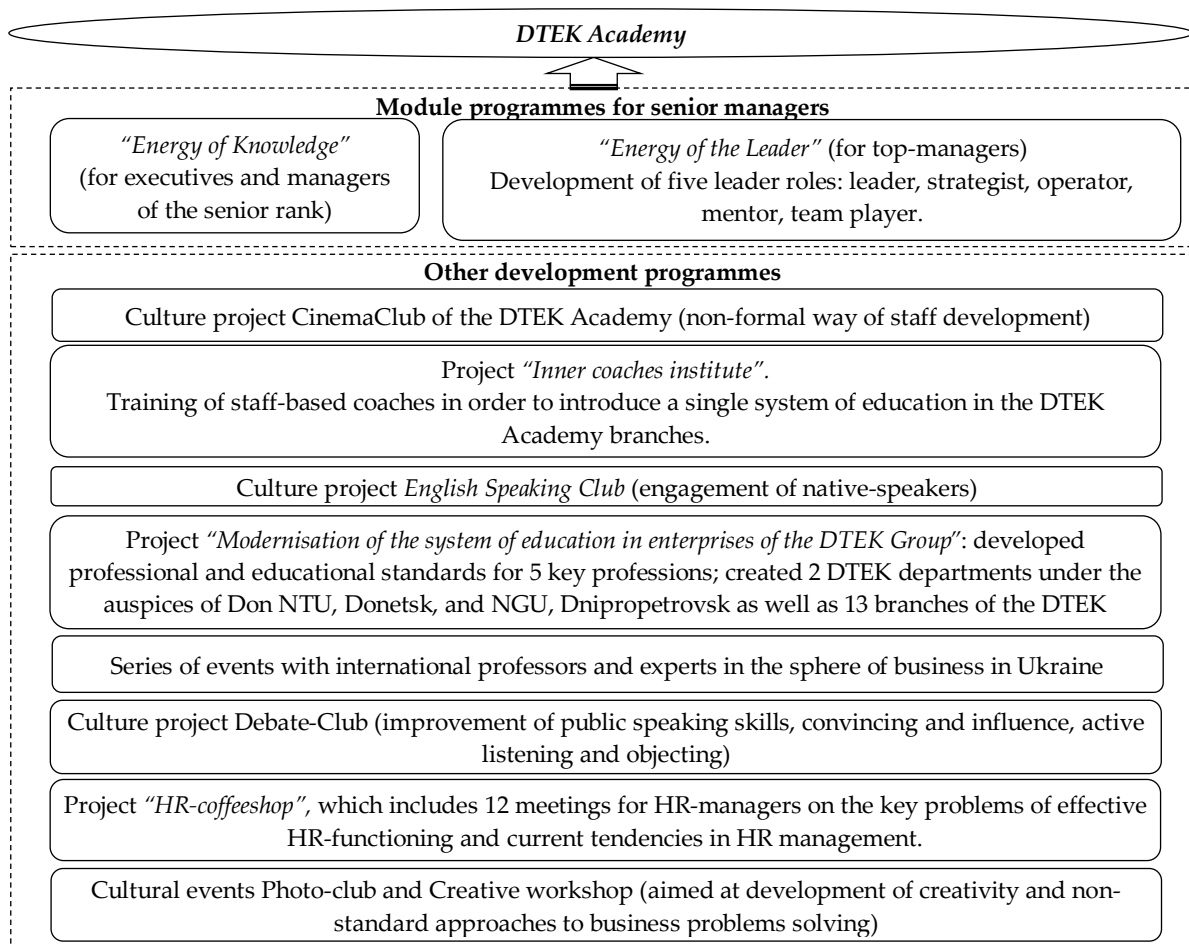 DTEK Academy
Module programmes for senior managers
“Energy of Knowledge”
(for executives and managers
of the senior rank)
“Energy of the Leader” (for top-managers)
Development of five leader roles: leader, strategist, operator,
mentor, team player.
Other development programmes
Culture project CinemaClub of the DTEK Academy (non-formal way of staff development)
Project “Inner coaches institute”.
Training of staff-based coaches in order to introduce a single system of education in the DTEK
Academy branches.
Culture project English Speaking Club (engagement of native-speakers)
Project “Modernisation of the system of education in enterprises of the DTEK Group”: developed
professional and educational standards for 5 key professions; created 2 DTEK departments under the
auspices of Don NTU, Donetsk, and NGU, Dnipropetrovsk as well as 13 branches of the DTEK
Series of events with international professors and experts in the sphere of business in Ukraine
Culture project Debate-Club (improvement of public speaking skills, convincing and influence, active
listening and objecting)
Project “HR-coffeeshop”, which includes 12 meetings for HR-managers on the key problems of effective
HR-functioning and current tendencies in HR management.
Cultural events Photo-club and Creative workshop (aimed at development of creativity and non-
standard approaches to business problems solving)